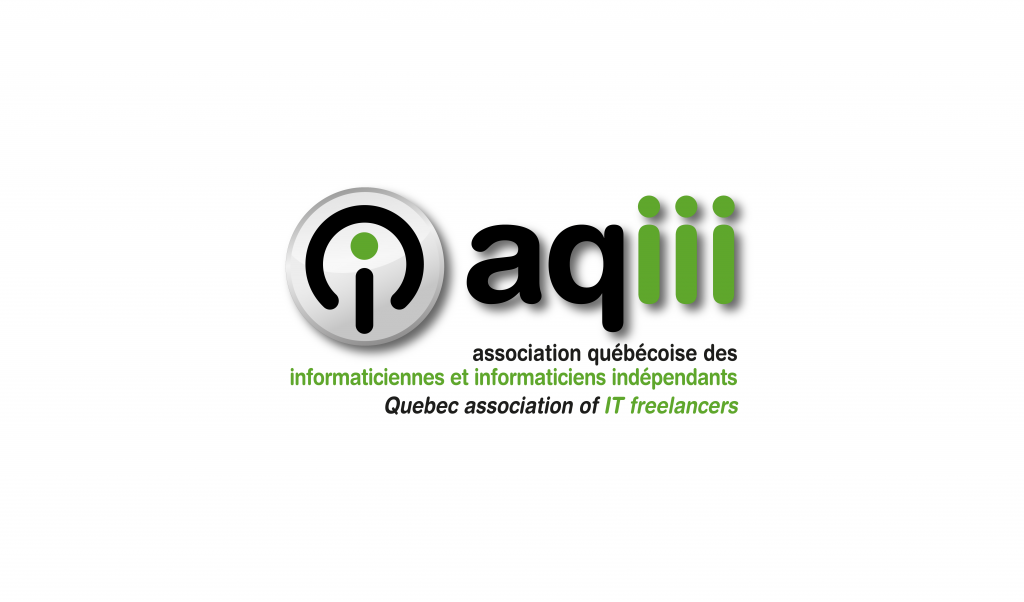 aqiii
association québécoise des
informaticiennes et informaticiens indépendants
Quebec association of IT freelancers